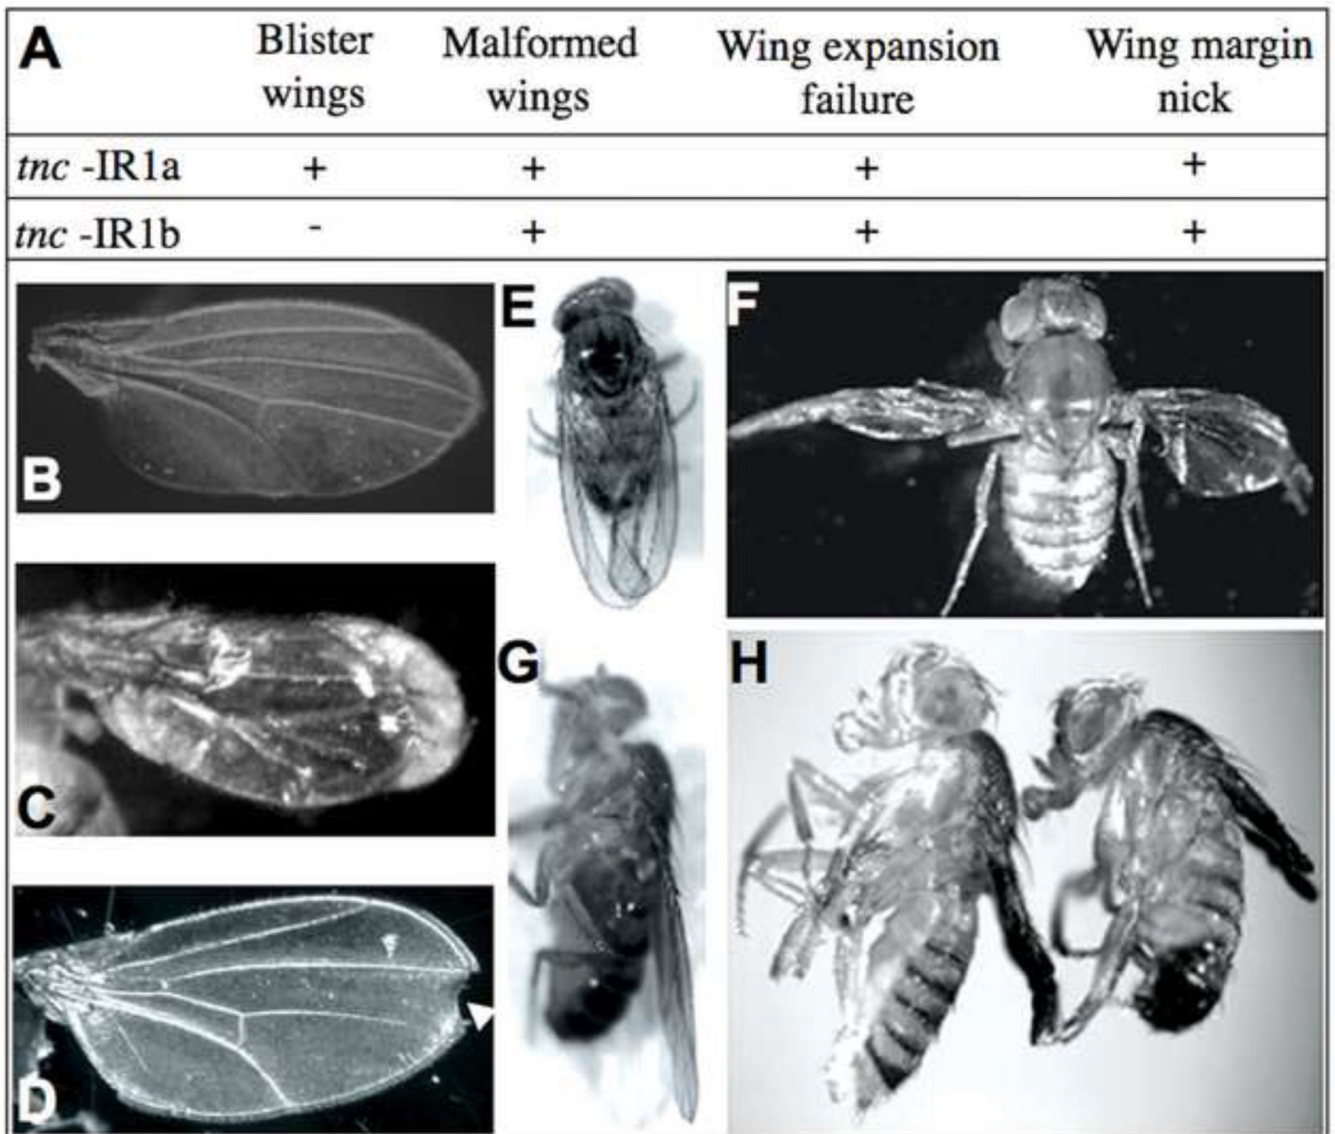 A
Blister wings
Malformed wings
Wing expansion failure
Wing margin nick
tnc -IR1a + + + +
tnc -IR1b - + + +
B
E
F
C
G
H
D